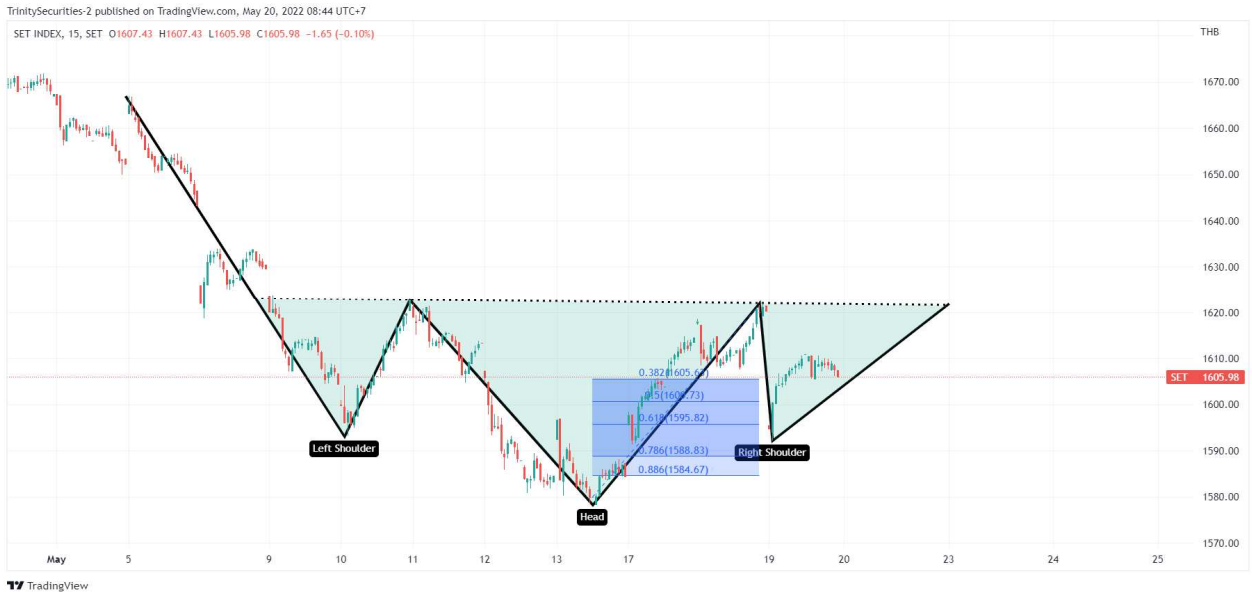 TrinitySecurities-2 published on TradingView.com, May 20, 2022 08:44 UTC+7
SET INDEX, 15, SET O1607.43 H1607.43 L1605.98 C1605.98 −1.65 (−0.10%)
THB
1670.00
1660.00
1650.00
1640.00
1630.00
1620.00
1610.00
0.382(1605.65)
SET 1605.98
1600.00
0.618(1595.82)
Left Shoulder
Right Shoulder
0.786(1588.83)
1590.00
0.886(1584.67)
1580.00
Head
1570.00
May 5 9 10 11 12 13 17 19 20 23 24 25
TradingView